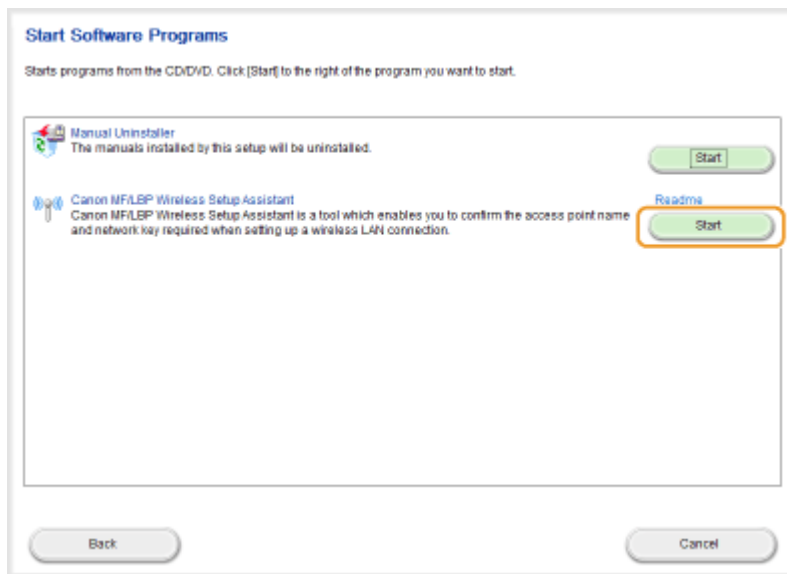 Start Software Programs
Starts programs from the CD/DVD. Click [Start] to the right of the program you want to start.
Manual Uninstaller
The manuals installed by this setup will be uninstalled.
Start
Canon MF/LBP Wireless Setup Assistant
Readme
Canon MF/LBP Wireless Setup Assistant is a tool which enables you to confirm the access point name
and network key required when setting up a wireless LAN connection.
Start
Back
Cancel